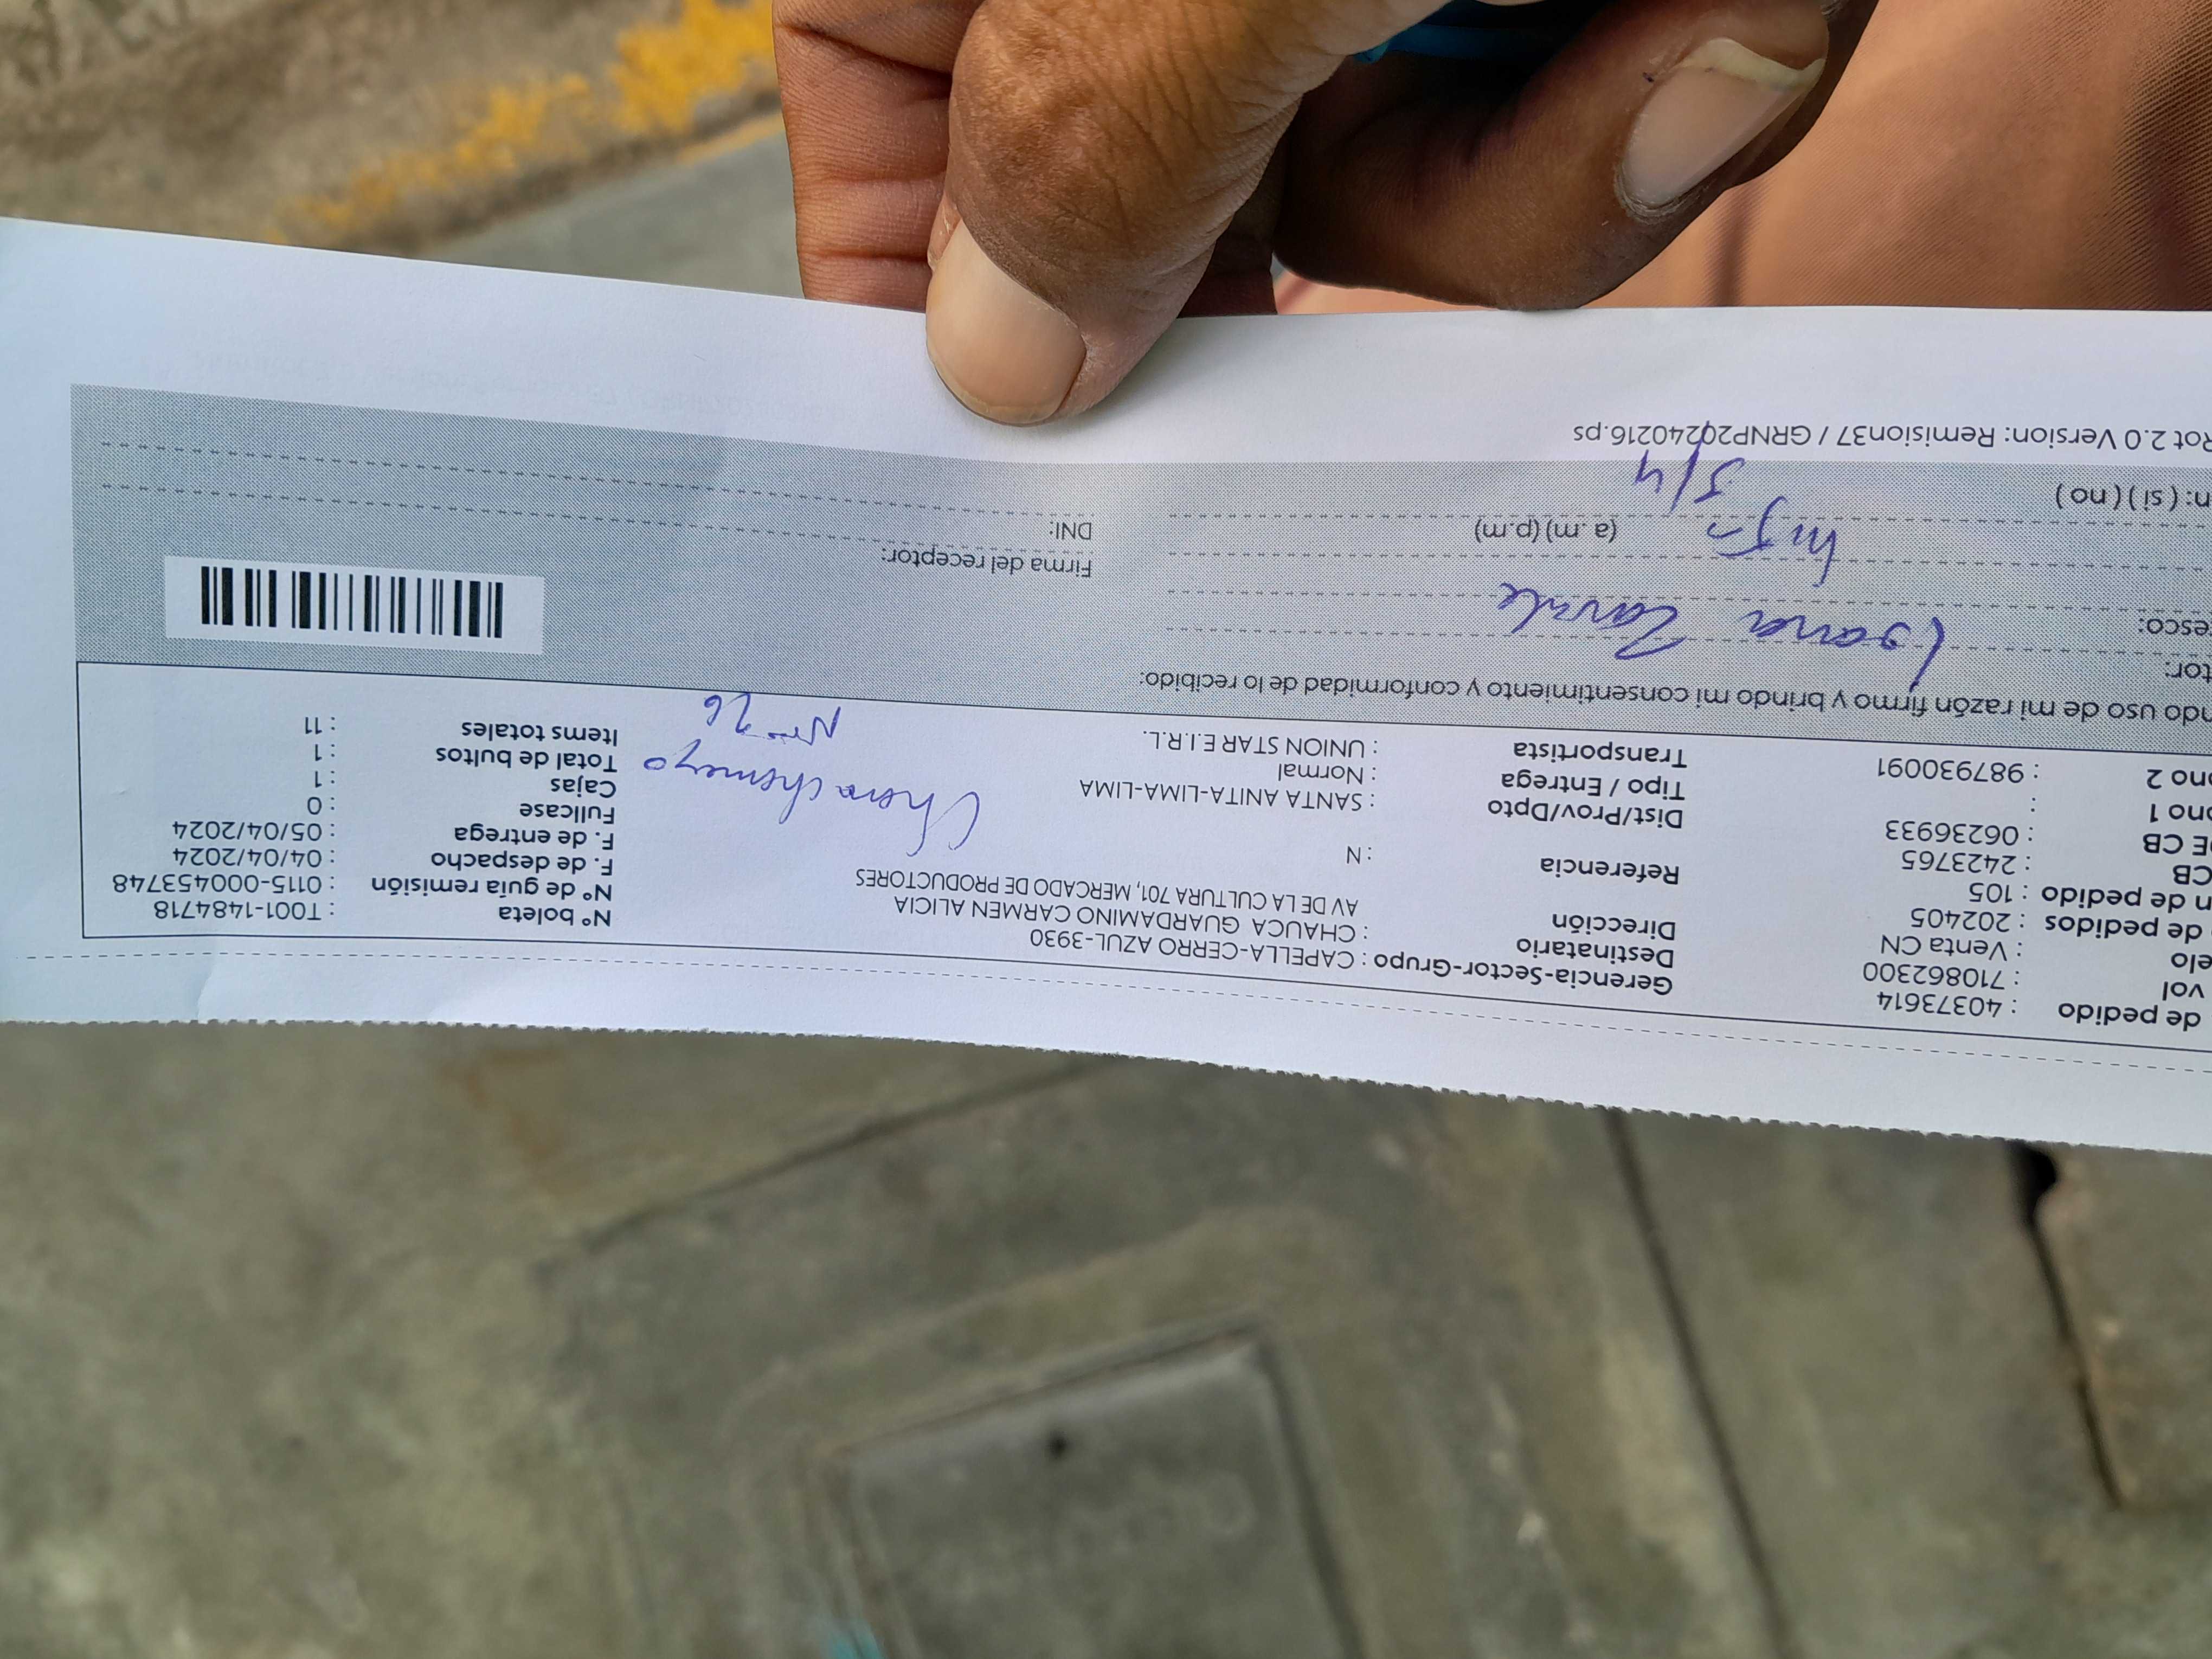 de pedido : 40373614
vol : 710862300
elo : Venta CN
de pedidos : 202405
n de pedido : 105
CB : 2423765
E CB : 06236933
ono 1 :
ono 2 : 987930091
Gerencia-Sector-Grupo : CAPELLA-CERRO AZUL-3930
Destinatario : CHAUCA GUARDAMINO CARMEN ALICIA
Dirección AV DE LA CULTURA 701, MERCADO DE PRODUCTORES
Referencia : N
Dist/Prov/Dpto : SANTA ANITA-LIMA-LIMA
Tipo / Entrega : Normal
Transportista : UNION STAR E.I.R.L.
Nº boleta : T001-1484718
Nº de guía remisión : 0115-000453748
F. de despacho : 04/04/2024
F. de entrega : 05/04/2024
Fullcase : 0
Cajas : 1
Total de bultos : 1
Items totales : 11
ndo uso de mi razón firmo y brindo mi consentimiento y conformidad de lo recibido:
tor:
esco:
(a. m) (p.m)
5/4
n: ( si ) ( no )
Firma del receptor:
DNI:
Rot 2.0 Version: Remision37 / GRNP20240216.ps